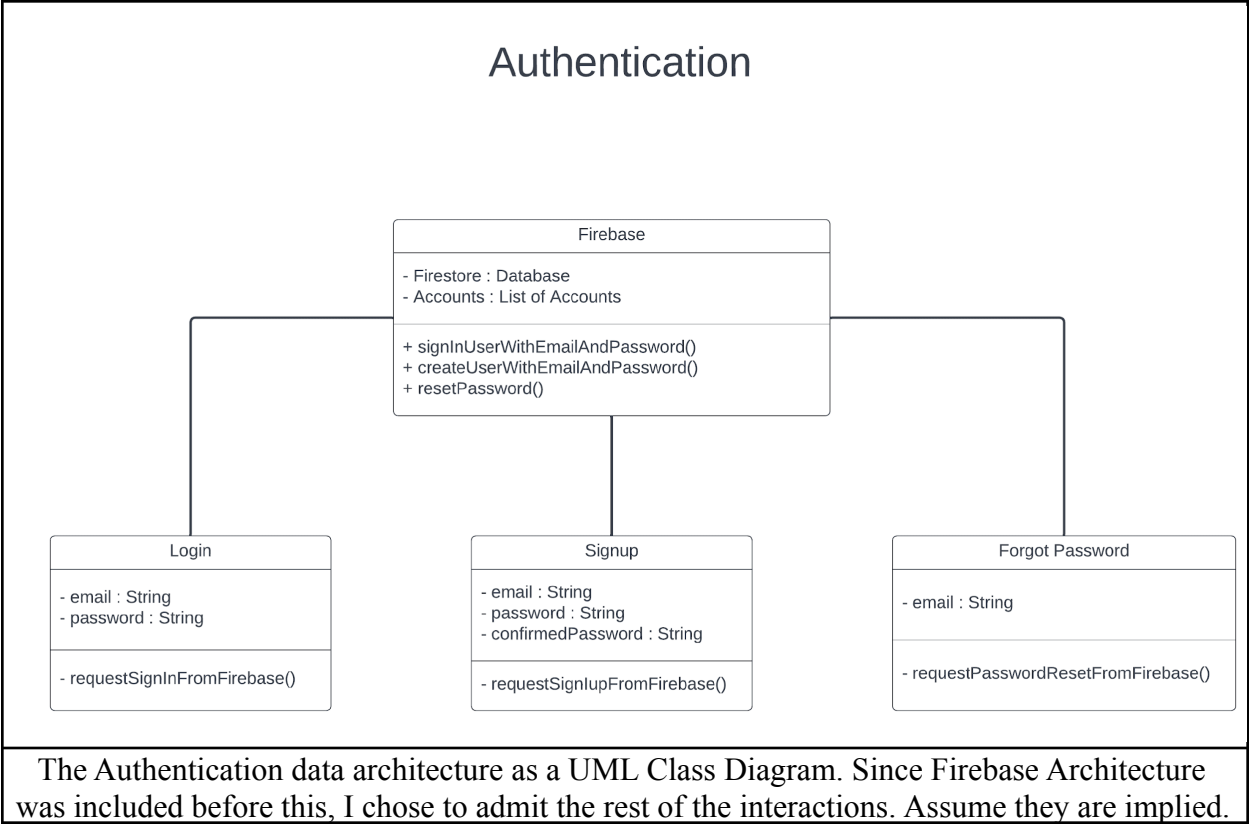 Authentication
Firebase
- Firestore : Database
- Accounts : List of Accounts
+ signInUserWithEmailAndPassword()
+ createUserWithEmailAndPassword()
+ resetPassword()
Login
- email : String
- password : String
- requestSignInFromFirebase()
Signup
- email : String
- password : String
- confirmedPassword : String
- requestSignIupFromFirebase()
Forgot Password
- email : String
- requestPasswordResetFromFirebase()
The Authentication data architecture as a UML Class Diagram. Since Firebase Architecture
was included before this, I chose to admit the rest of the interactions. Assume they are implied.